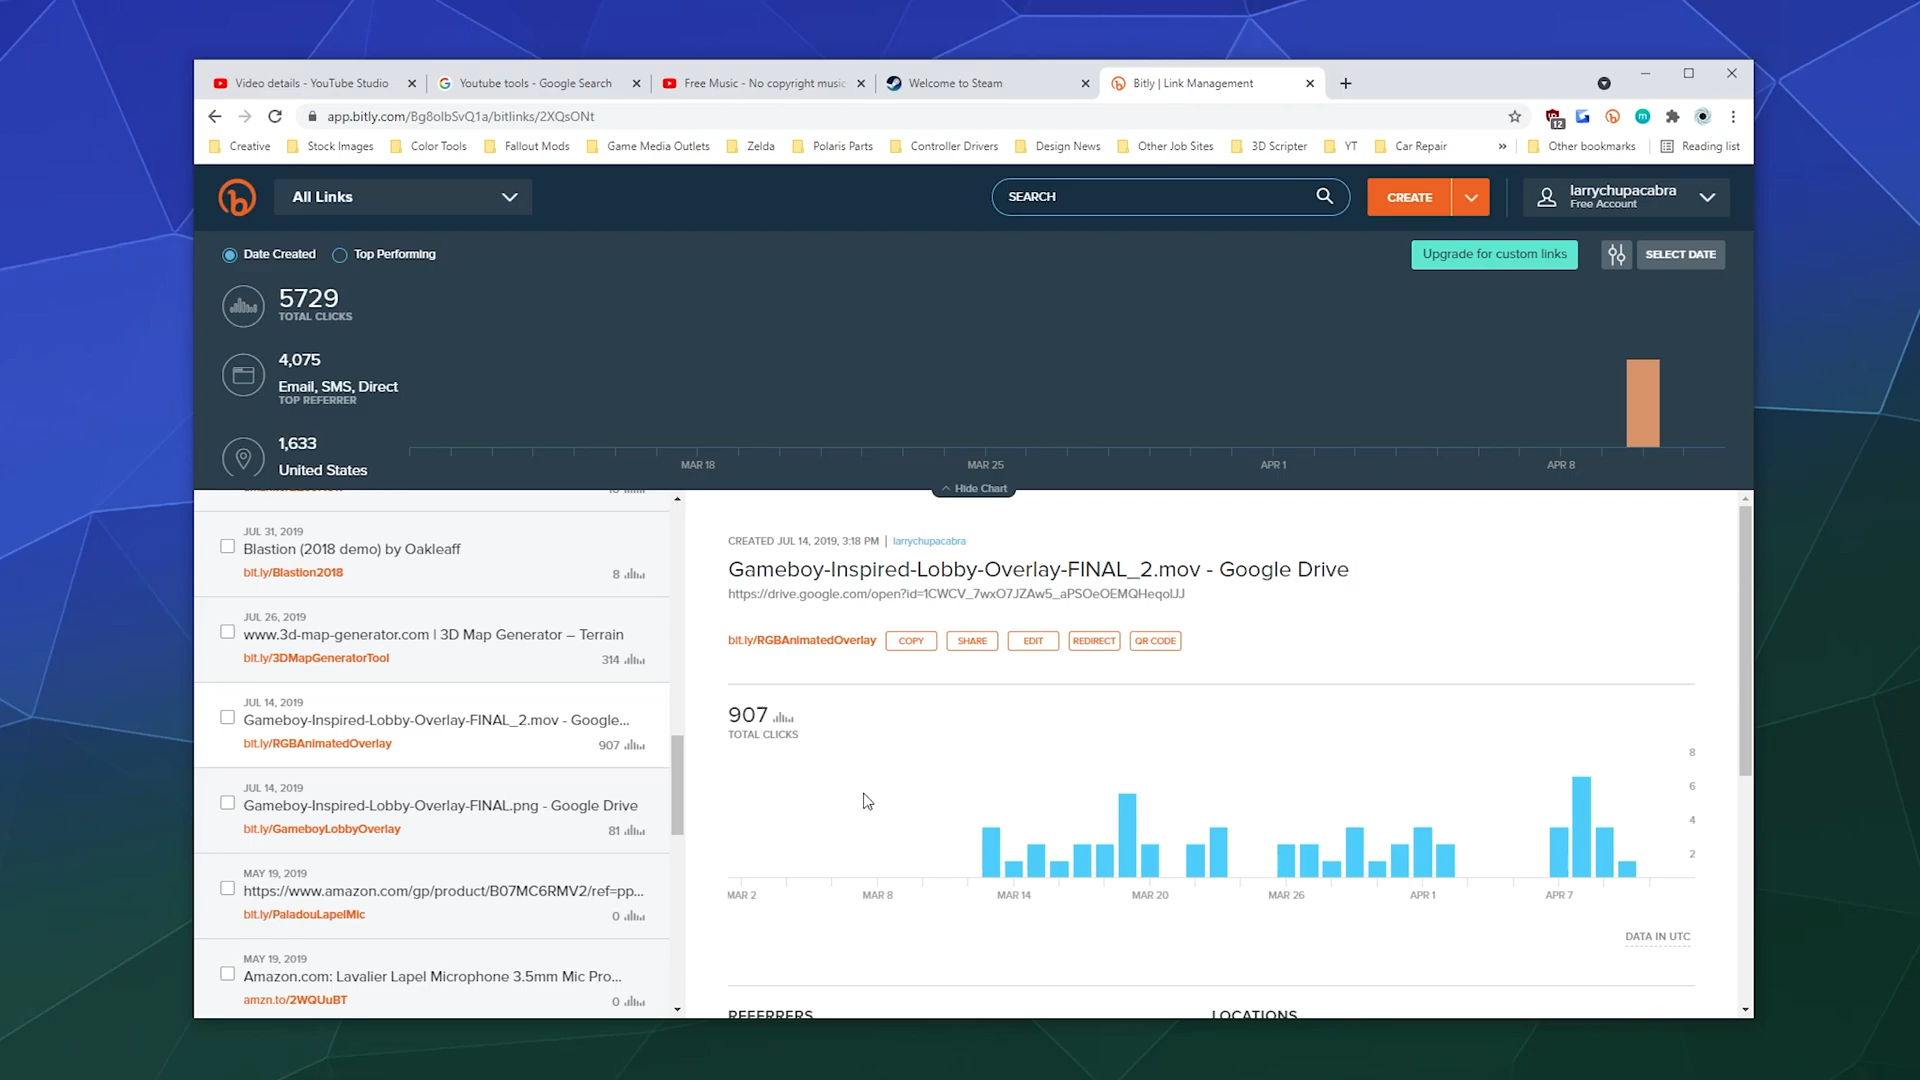 Video details - YouTube Studio
Youtube tools - Google Search
Free Music - No copyright music
Welcome to Steam
Bitly | Link Management
app.bitly.com/Bg8olbSvQ1a/bitlinks/2XQsONt
12
Creative
Stock Images
Color Tools
Fallout Mods
Game Media Outlets
Zelda
Polaris Parts
Controller Drivers
Design News
Other Job Sites
3D Scripter
YT
Car Repair
»
Other bookmarks
Reading list
All Links
SEARCH
CREATE
larrychupacabra
Free Account
Date Created
Top Performing
Upgrade for custom links
SELECT DATE
5729
TOTAL CLICKS
4,075
Email, SMS, Direct
TOP REFERRER
1,633
United States
MAR 18
MAR 25
APR 1
APR 8
Hide Chart
JUL 31, 2019
Blastion (2018 demo) by Oakleaff
bit.ly/Blastion2018
8
JUL 26, 2019
www.3d-map-generator.com | 3D Map Generator – Terrain
bit.ly/3DMapGeneratorTool
314
JUL 14, 2019
Gameboy-Inspired-Lobby-Overlay-FINAL_2.mov - Google...
bit.ly/RGBAnimatedOverlay
907
JUL 14, 2019
Gameboy-Inspired-Lobby-Overlay-FINAL.png - Google Drive
bit.ly/GameboyLobbyOverlay
81
MAY 19, 2019
https://www.amazon.com/gp/product/B07MC6RMV2/ref=pp...
bit.ly/PaladouLapelMic
0
MAY 19, 2019
Amazon.com: Lavalier Lapel Microphone 3.5mm Mic Pro...
amzn.to/2WQUuBT
0
CREATED JUL 14, 2019, 3:18 PM | larrychupacabra
Gameboy-Inspired-Lobby-Overlay-FINAL_2.mov - Google Drive
https://drive.google.com/open?id=1CWCV_7wxO7JZAw5_aPSOeOEMQHeqolJJ
bit.ly/RGBAnimatedOverlay
COPY
SHARE
EDIT
REDIRECT
QR CODE
907
TOTAL CLICKS
8
6
4
2
MAR 2
MAR 8
MAR 14
MAR 20
MAR 26
APR 1
APR 7
DATA IN UTC
REFERRERS
LOCATIONS